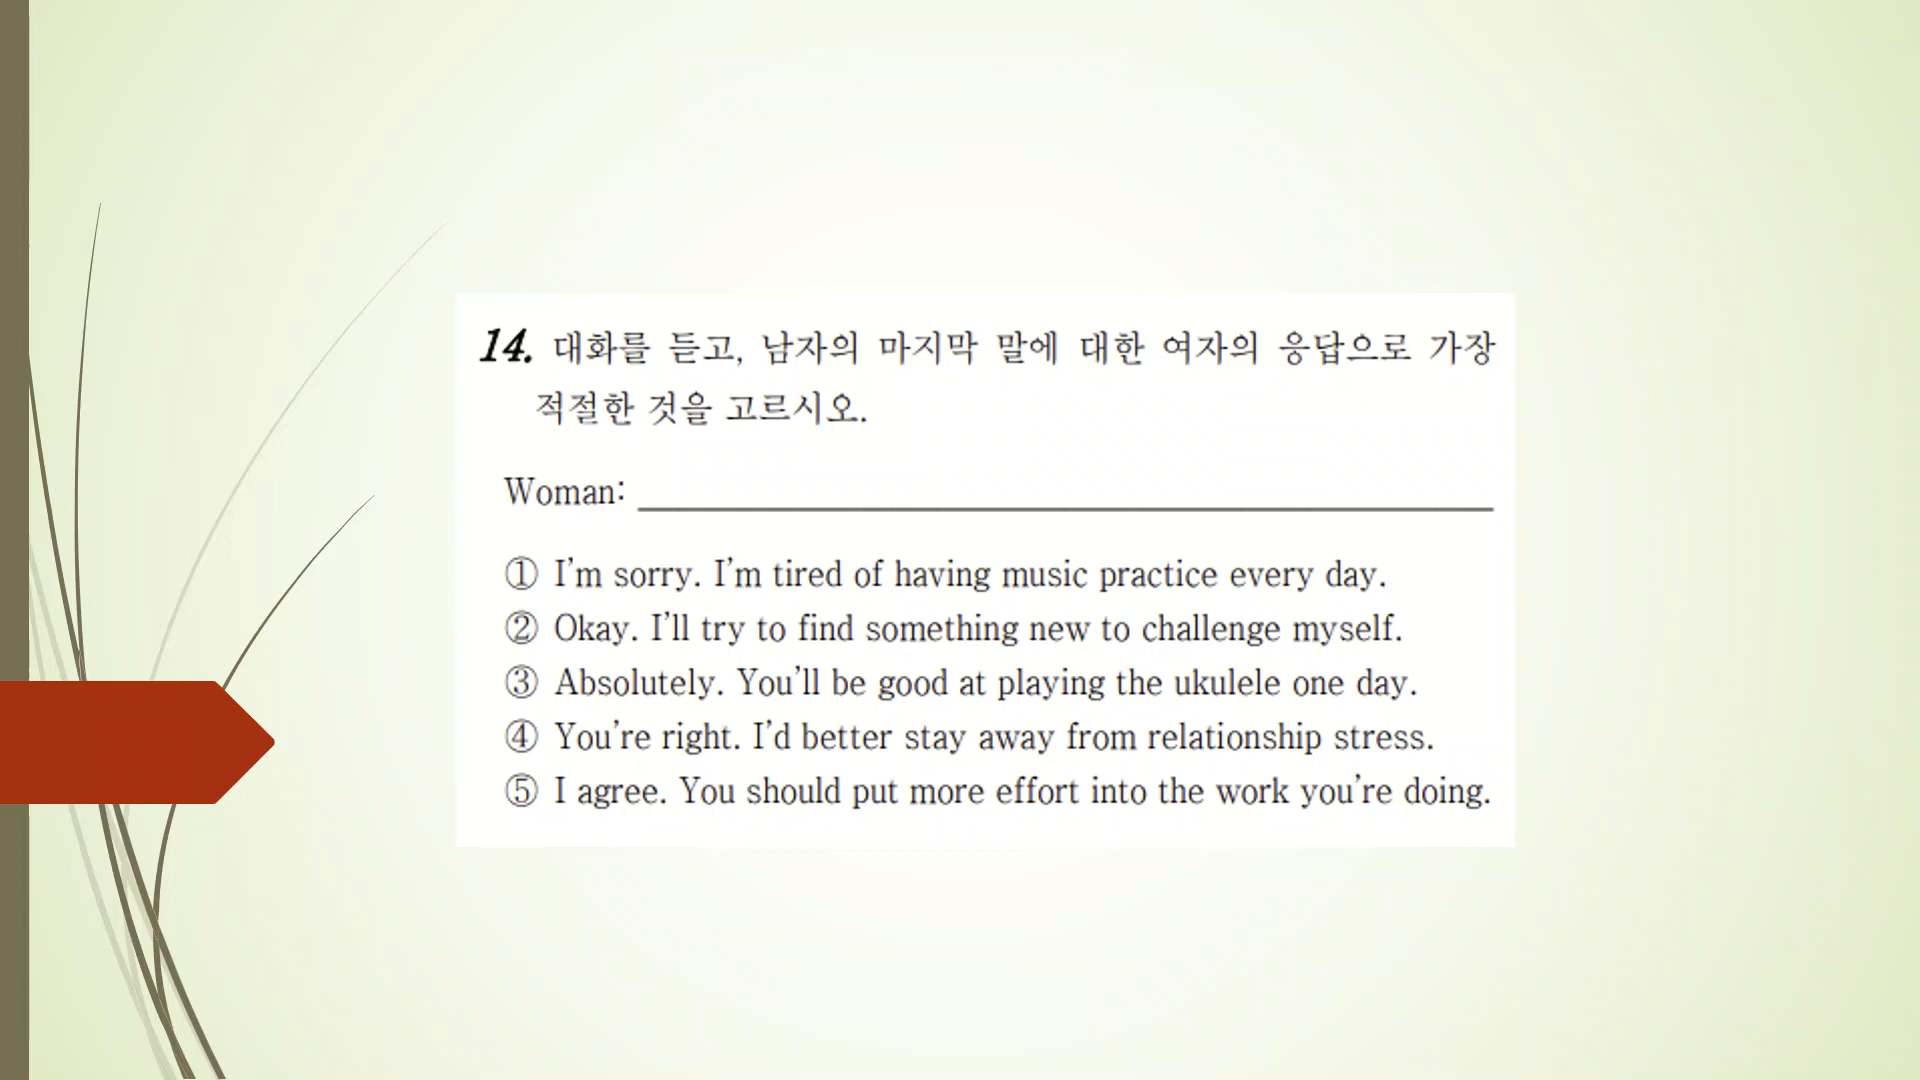 14. 대화를 듣고, 남자의 마지막 말에 대한 여자의 응답으로 가장
적절한 것을 고르시오.
Woman:
① I'm sorry. I'm tired of having music practice every day.
② Okay. I'll try to find something new to challenge myself.
③ Absolutely. You'll be good at playing the ukulele one day.
④ You're right. I'd better stay away from relationship stress.
⑤ I agree. You should put more effort into the work you're doing.